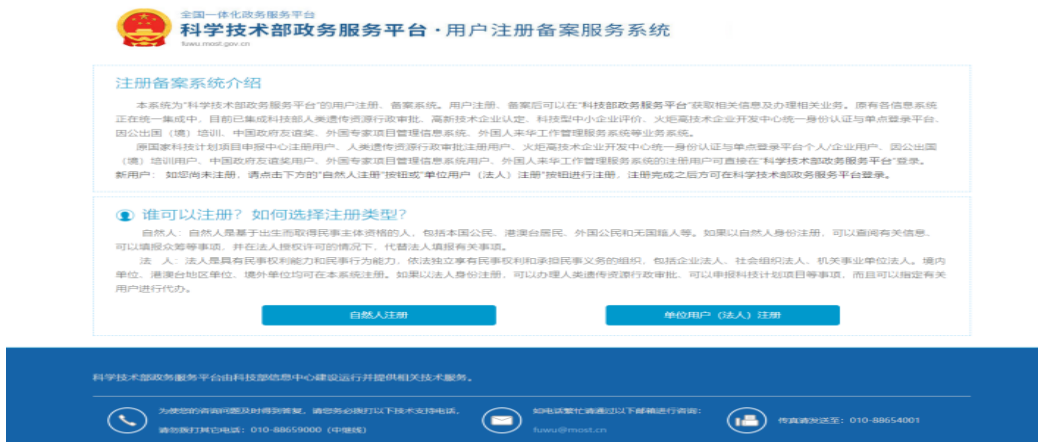 全国一体化政务服务平台
科学技术部政务服务平台·用户注册备案服务系统
fuwu.most.gov.cn
注册备案系统介绍
本系统为“科学技术部政务服务平台”的用户注册、备案系统。用户注册、备案后可以在“科技部政务服务平台”获取相关信息及办理相关业务。原有各信息系统
正在统一集成中，目前已集成科技部人类遗传资源行政审批、高新技术企业认定、科技型中小企业评价、火炬高技术企业开发中心统一身份认证与单点登录平台、
因公出国（境）培训、中国政府友谊奖、外国专家项目管理信息系统、外国人来华工作管理服务系统等业务系统。
原国家科技计划项目申报中心注册用户、人类遗传资源行政审批注册用户、火炬高技术企业开发中心统一身份认证与单点登录平台个人/企业用户、因公出国
（境）培训用户、中国政府友谊奖用户、外国专家项目管理信息系统用户、外国人来华工作管理服务系统的注册用户可直接在“科学技术部政务服务平台”登录。
新用户：如您尚未注册，请点击下方的“自然人注册”按钮或“单位用户（法人）注册”按钮进行注册，注册完成之后方可在科学技术部政务服务平台登录。
谁可以注册？如何选择注册类型？
自然人：自然人是基于出生而取得民事主体资格的人，包括本国公民、港澳台居民、外国公民和无国籍人等。如果以自然人身份注册，可以查阅有关信息、
可以填报众筹等事项，并在法人授权许可的情况下，代替法人填报有关事项。
法 人：法人是具有民事权利能力和民事行为能力，依法独立享有民事权利和承担民事义务的组织，包括企业法人、社会组织法人、机关事业单位法人。境内
单位、港澳台地区单位、境外单位均可在本系统注册。如果以法人身份注册，可以办理人类遗传资源行政审批、可以申报科技计划项目等事项，而且可以指定有关
用户进行代办。
自然人注册
单位用户（法人）注册
科学技术部政务服务平台由科技部信息中心建设运行并提供相关技术服务。
为使您的咨询问题及时得到答复，请您务必拨打以下技术支持电话，
请勿拨打其它电话：010-88659000（中继线）
如电话繁忙请通过以下邮箱进行咨询：
fuwu@most.cn
传真请发送至：010-88654001